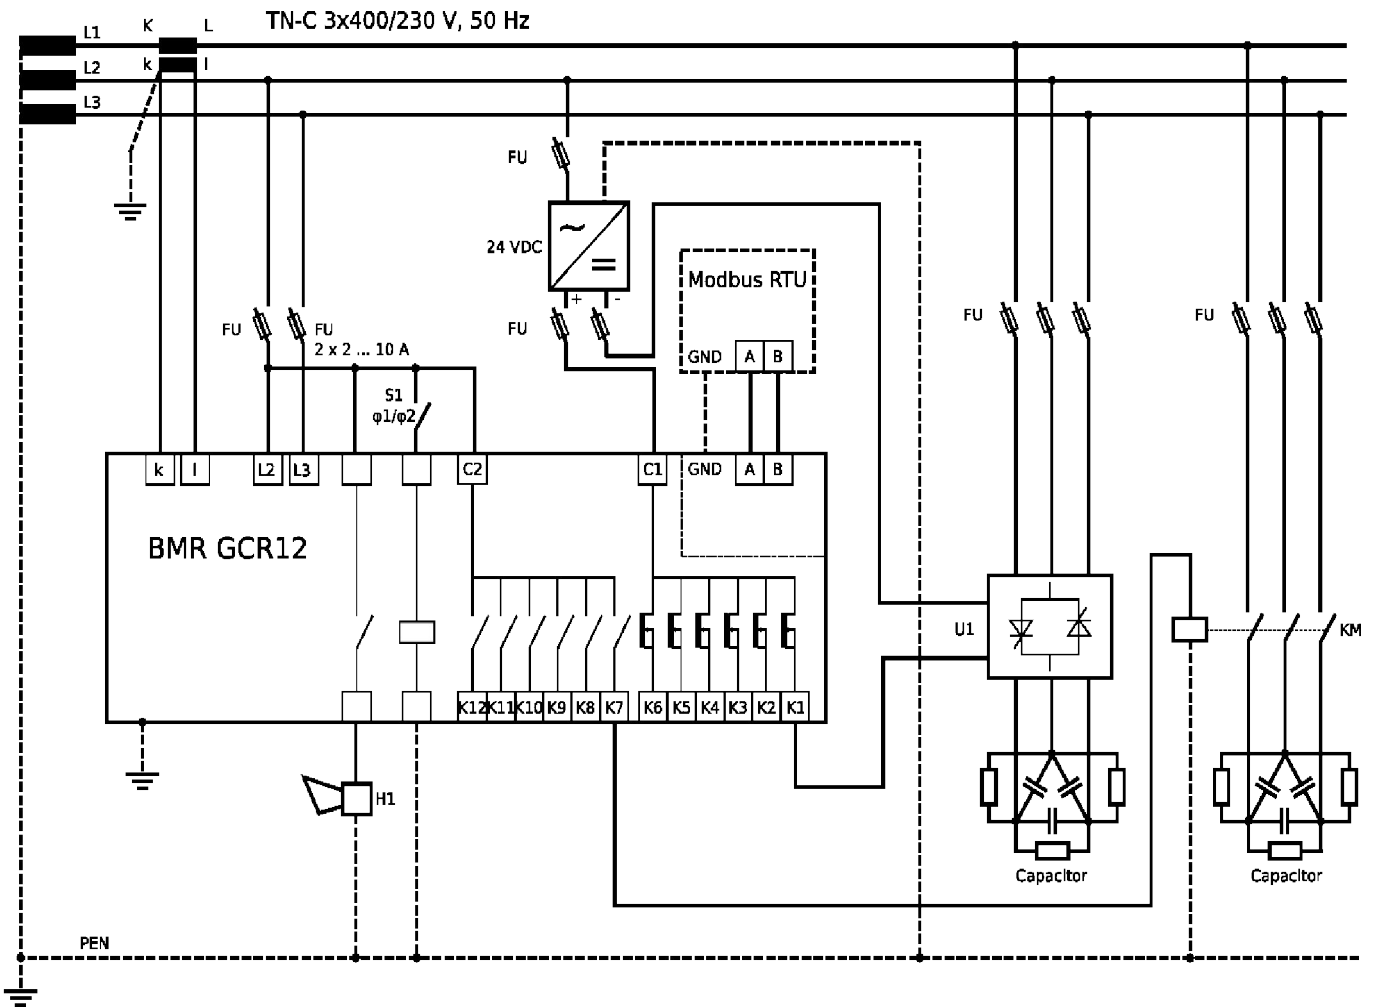 TN-C 3x400/230 V, 50 Hz
L1 K L
L2 k l
L3
FU
24 VDC
+ -
Modbus RTU
FU FU FU FU FU
2 x 2 ... 10 A
GND A B
S1
φ1/φ2
k l L2 L3 C2 C1 GND A B
BMR GCR12
U1 KM
K12 K11 K10 K9 K8 K7 K6 K5 K4 K3 K2 K1
H1
Capacitor Capacitor
PEN